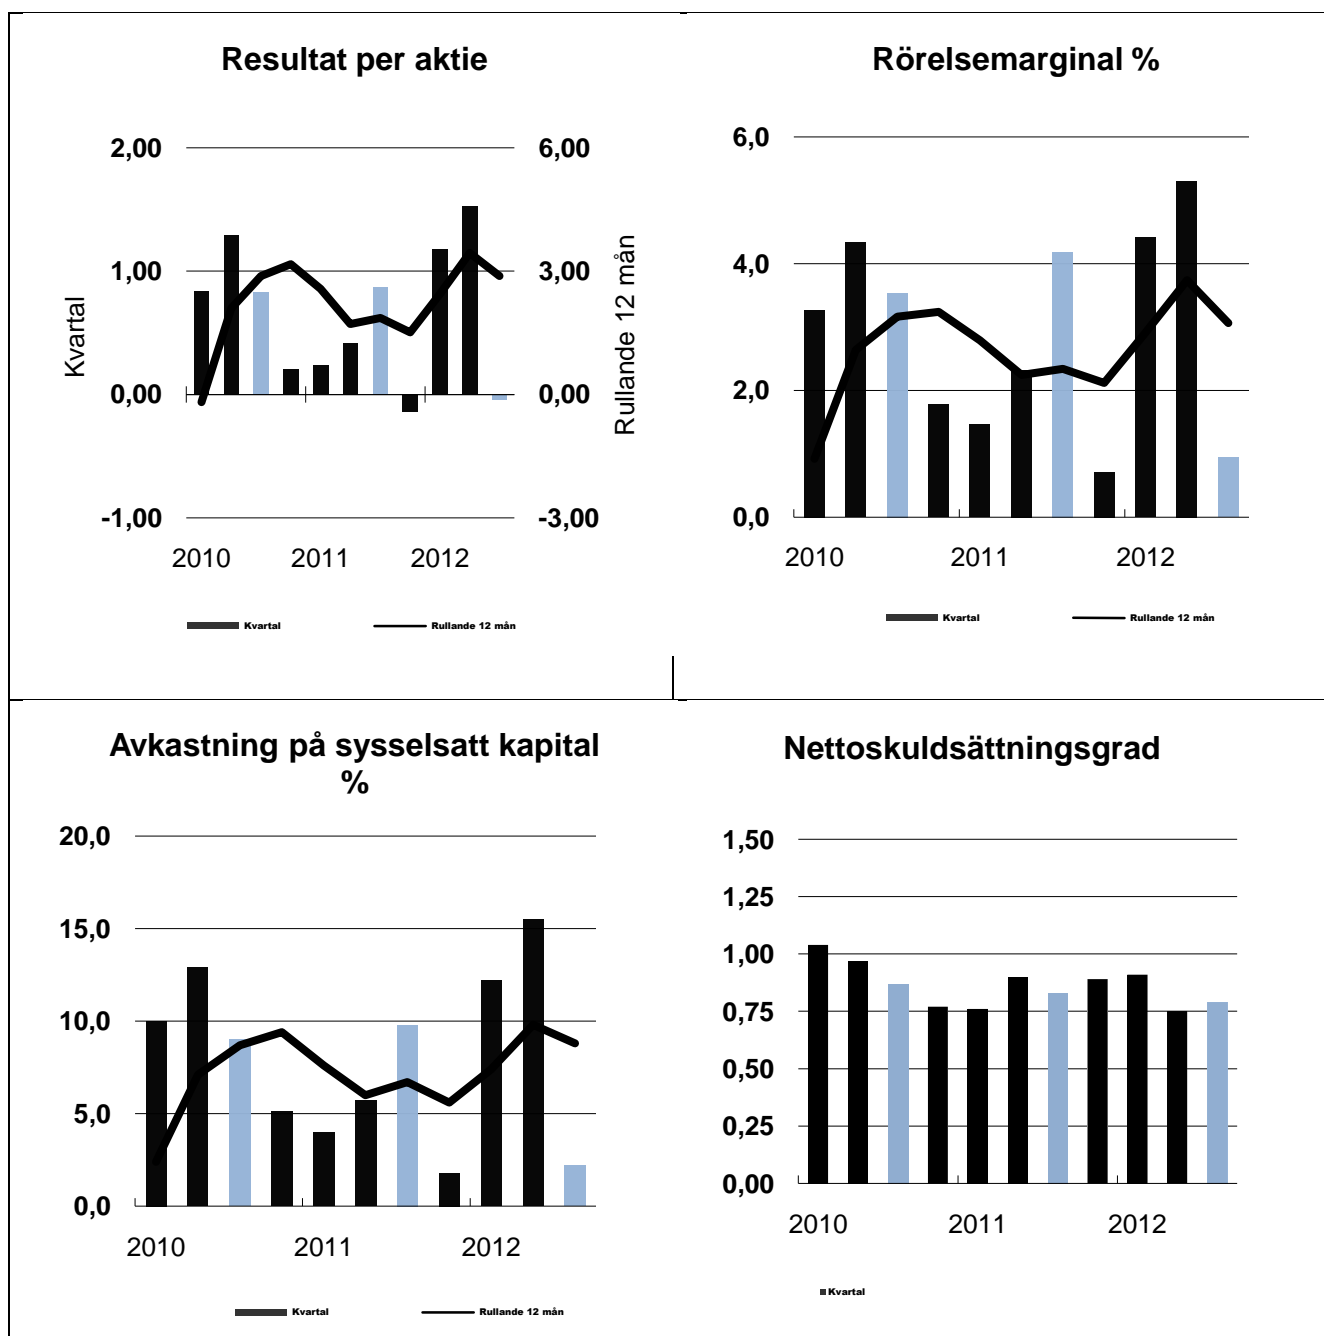 Resultat per aktie
2,00
6,00
1,00
3,00
0,00
0,00
-1,00
-3,00
Kvartal
Rullande 12 mån
2010
2011
2012
Kvartal
Rullande 12 mån
Rörelsemarginal %
6,0
4,0
2,0
0,0
2010
2011
2012
Kvartal
Rullande 12 mån
Avkastning på sysselsatt kapital
%
20,0
15,0
10,0
5,0
0,0
2010
2011
2012
Kvartal
Rullande 12 mån
Nettoskuldsättningsgrad
1,50
1,25
1,00
0,75
0,50
0,25
0,00
2010
2011
2012
Kvartal